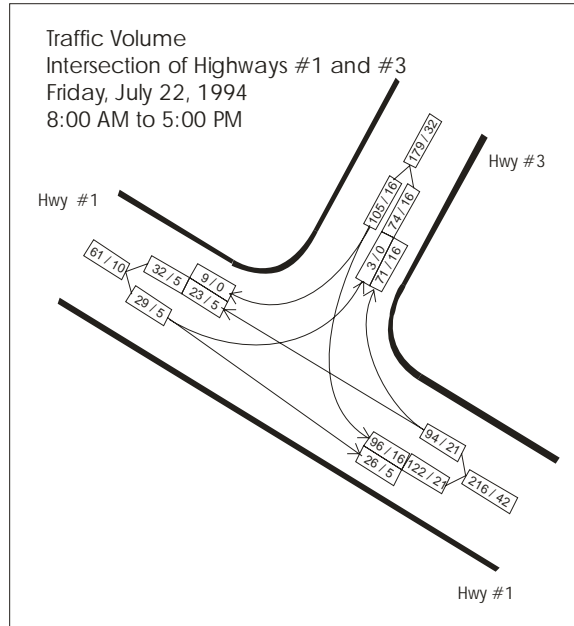 Traffic Volume
Intersection of Highways #1 and #3
Friday, July 22, 1994
8:00 AM to 5:00 PM
179 / 32
Hwy #3
105 / 16
74 / 16
Hwy #1
3 / 0
71 / 16
61 / 10
32 / 5
9 / 0
23 / 5
29 / 5
94 / 21
96 / 16
26 / 5
122 / 21
216 / 42
Hwy #1